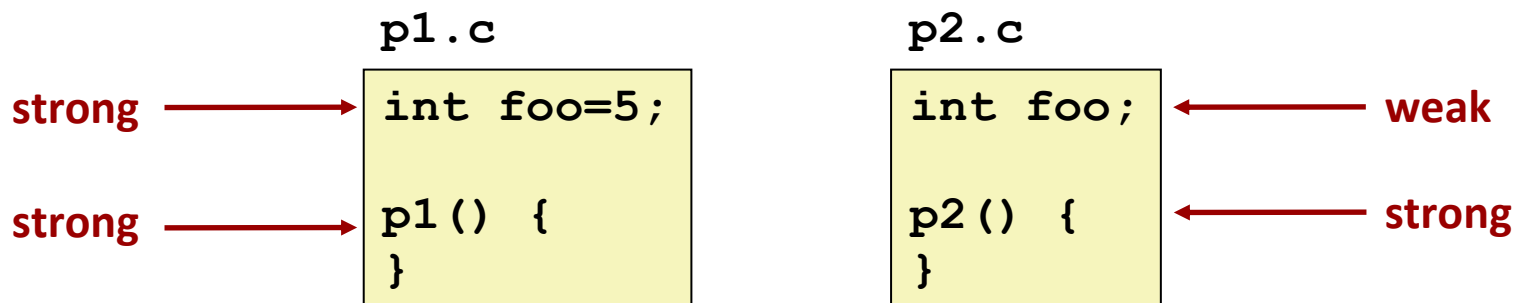 p1.c p2.c
strong int foo=5; int foo; weak
strong p1() { p2() { strong
} }